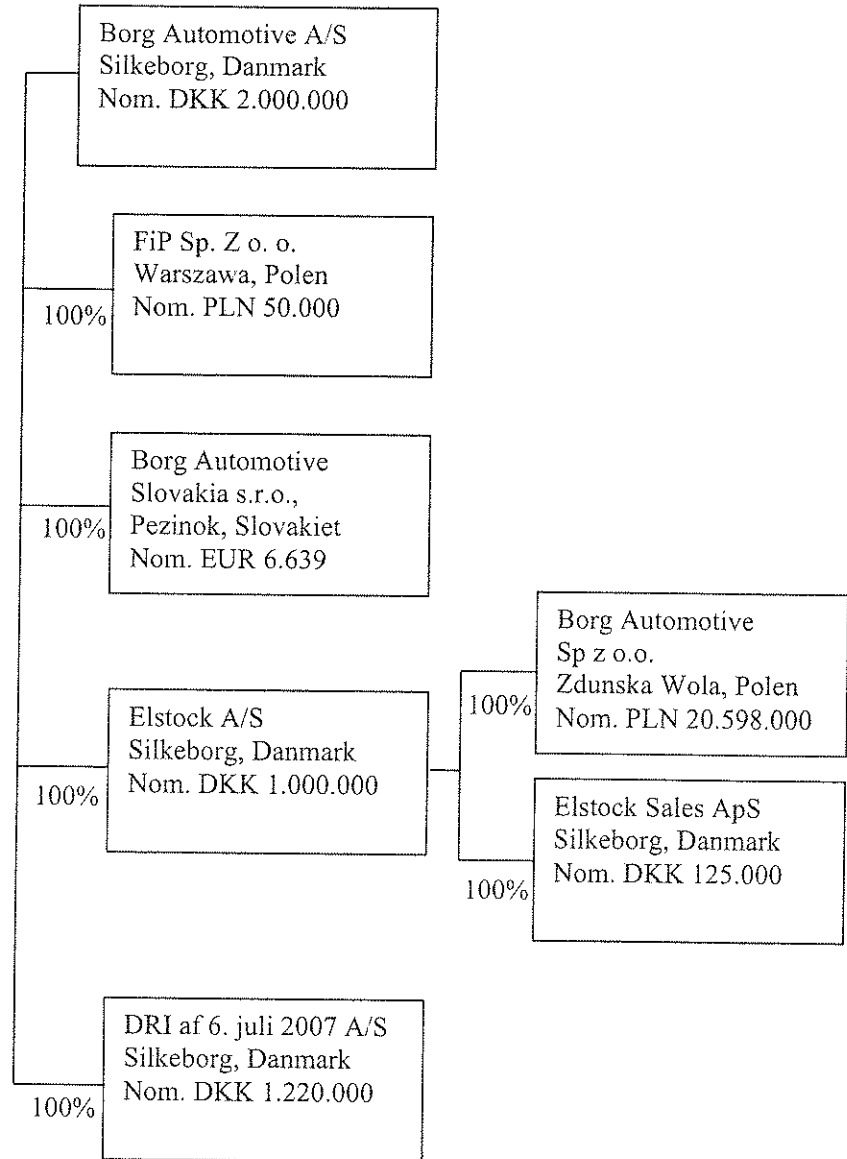 Borg Automotive A/S
Silkeborg, Danmark
Nom. DKK 2.000.000
FiP Sp. Z o. o.
Warszawa, Polen
Nom. PLN 50.000
100%
Borg Automotive
Slovakia s.r.o.,
Pezinok, Slovakiet
Nom. EUR 6.639
100%
Elstock A/S
Silkeborg, Danmark
Nom. DKK 1.000.000
100%
Borg Automotive
Sp z o.o.
Zdunska Wola, Polen
Nom. PLN 20.598.000
100%
Elstock Sales ApS
Silkeborg, Danmark
Nom. DKK 125.000
100%
DRI af 6. juli 2007 A/S
Silkeborg, Danmark
Nom. DKK 1.220.000
100%